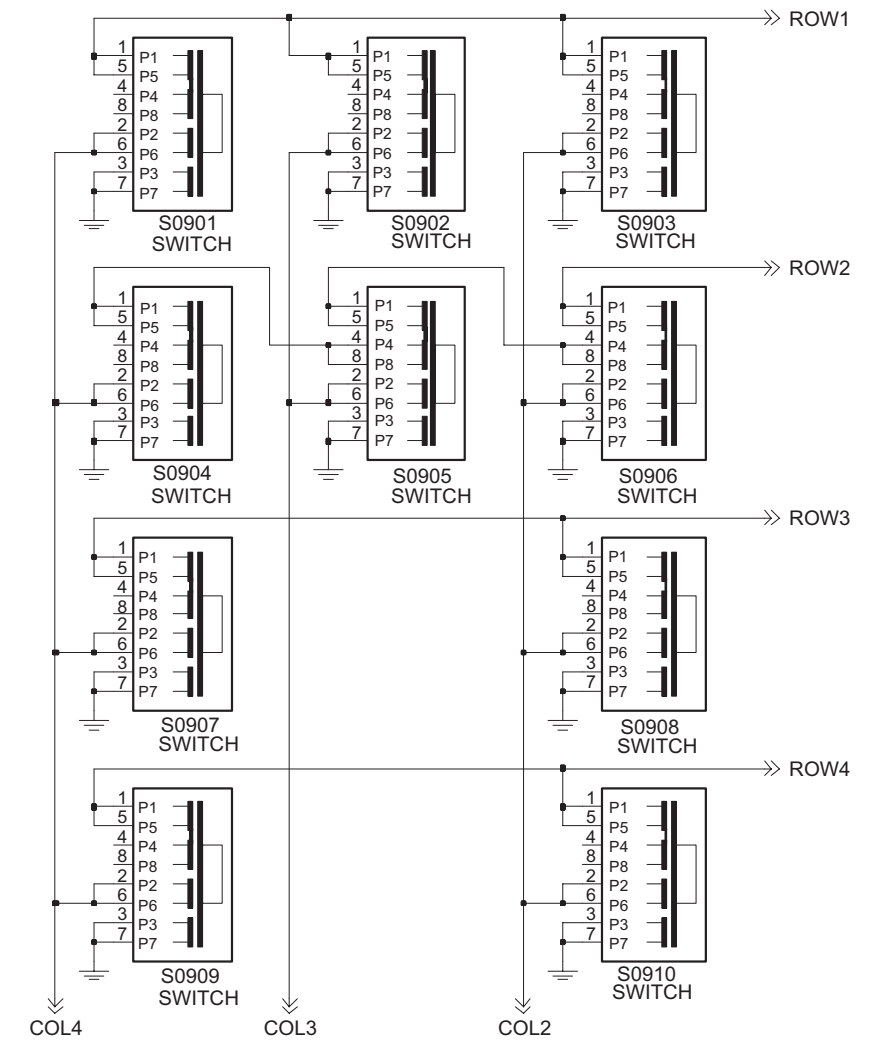 ROW1
1 P1
5 P5
4 P4
8 P8
2 P2
6 P6
3 P3
7 P7
S0901
SWITCH
1 P1
5 P5
4 P4
8 P8
2 P2
6 P6
3 P3
7 P7
S0902
SWITCH
1 P1
5 P5
4 P4
8 P8
2 P2
6 P6
3 P3
7 P7
S0903
SWITCH
ROW2
1 P1
5 P5
4 P4
8 P8
2 P2
6 P6
3 P3
7 P7
S0904
SWITCH
1 P1
5 P5
4 P4
8 P8
2 P2
6 P6
3 P3
7 P7
S0905
SWITCH
1 P1
5 P5
4 P4
8 P8
2 P2
6 P6
3 P3
7 P7
S0906
SWITCH
ROW3
1 P1
5 P5
4 P4
8 P8
2 P2
6 P6
3 P3
7 P7
S0907
SWITCH
1 P1
5 P5
4 P4
8 P8
2 P2
6 P6
3 P3
7 P7
S0908
SWITCH
ROW4
1 P1
5 P5
4 P4
8 P8
2 P2
6 P6
3 P3
7 P7
S0909
SWITCH
1 P1
5 P5
4 P4
8 P8
2 P2
6 P6
3 P3
7 P7
S0910
SWITCH
COL4
COL3
COL2